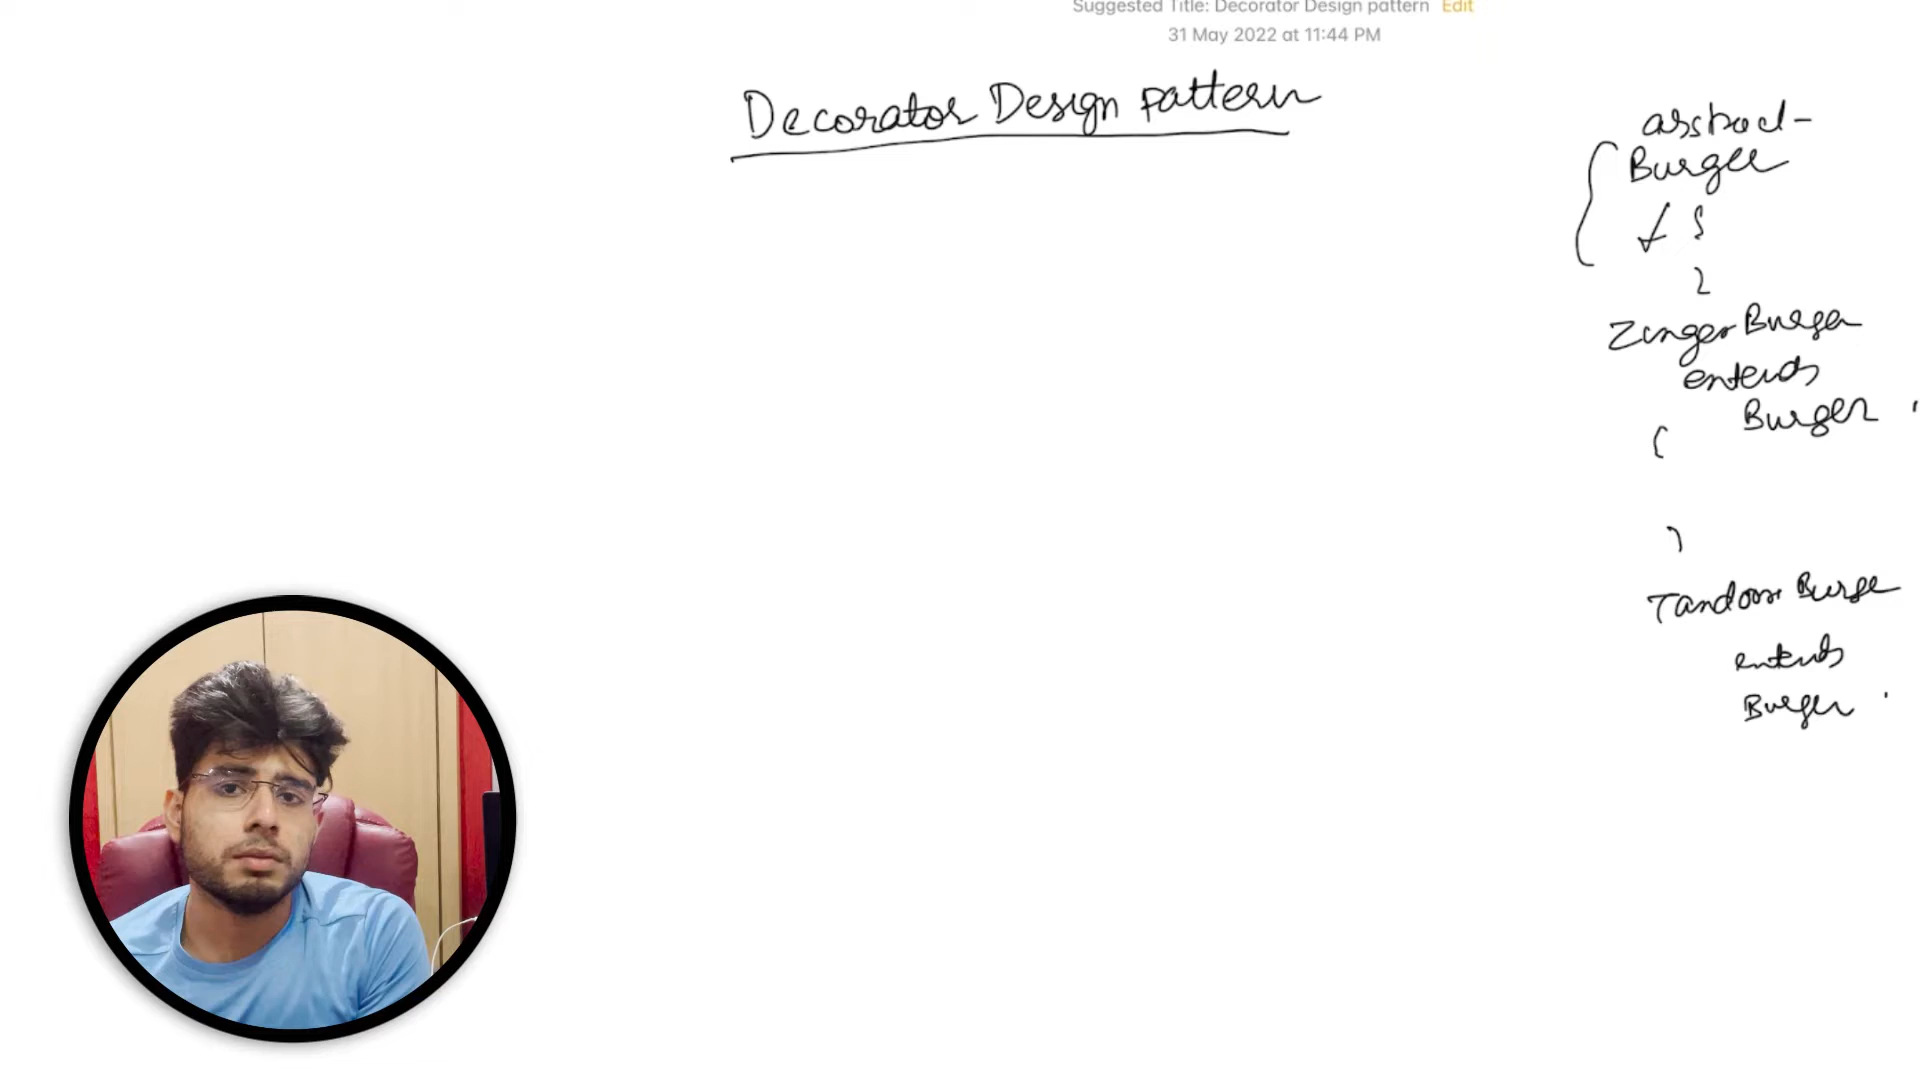 Suggested Title: Decorator Design pattern Edit
31 May 2022 at 11:44 PM
Decorator Design pattern
abstract
Burger
{
}
Zinger Burger
extends
Burger
{
}
Tandoori Burge
extends
Burger